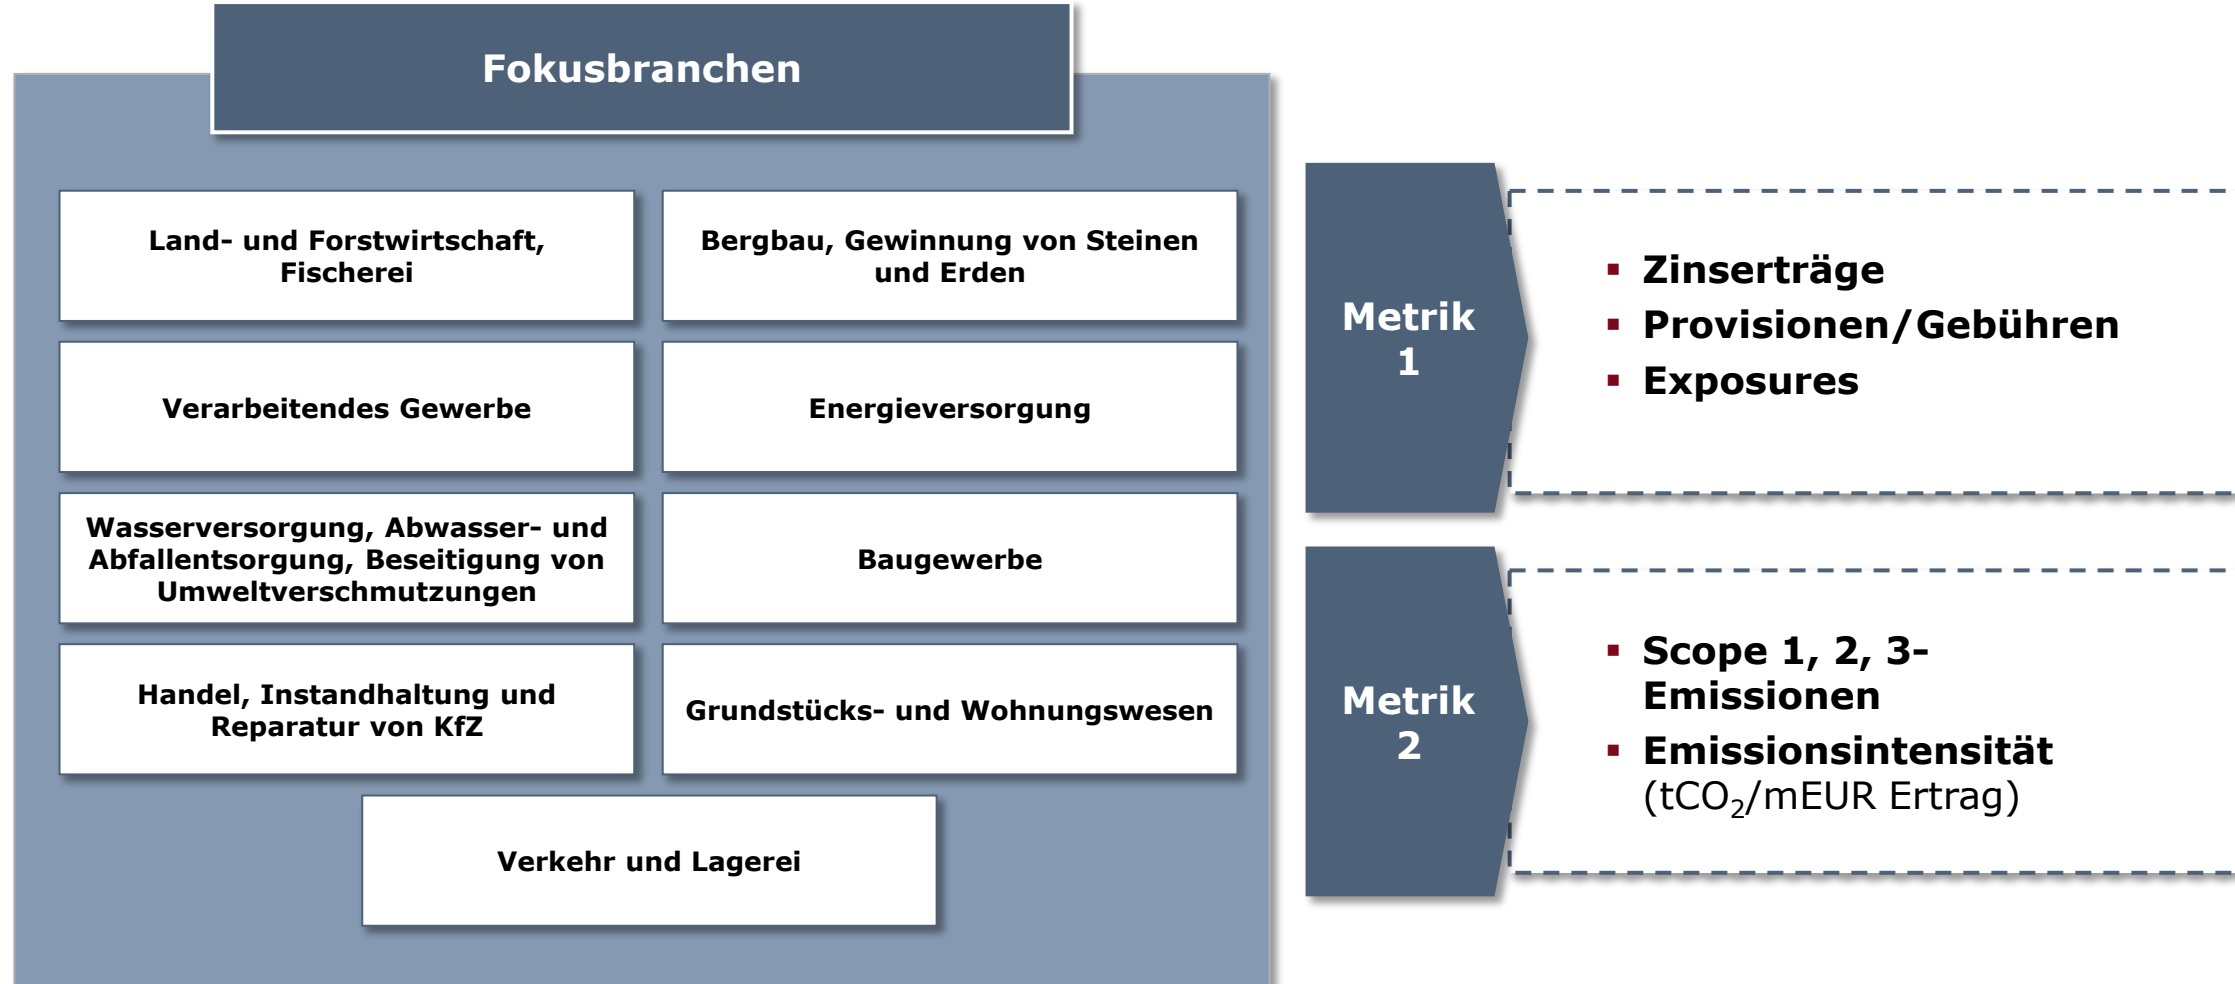 Fokusbranchen
Land- und Forstwirtschaft,
Fischerei
Bergbau, Gewinnung von Steinen
und Erden
Verarbeitendes Gewerbe
Energieversorgung
Wasserversorgung, Abwasser- und
Abfallentsorgung, Beseitigung von
Umweltverschmutzungen
Baugewerbe
Handel, Instandhaltung und
Reparatur von KfZ
Grundstücks- und Wohnungswesen
Verkehr und Lagerei
Metrik
1
▪ Zinserträge
▪ Provisionen/Gebühren
▪ Exposures
Metrik
2
▪ Scope 1, 2, 3-
Emissionen
▪ Emissionsintensität
(tCO₂/mEUR Ertrag)